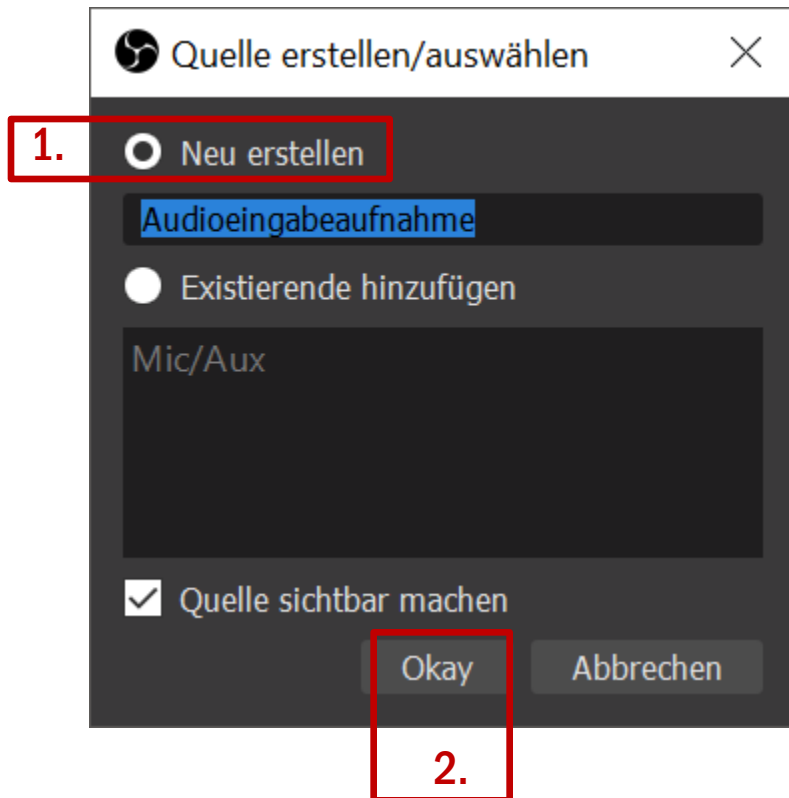 Quelle erstellen/auswählen
1.
Neu erstellen
Audioeingabeaufnahme
Existierende hinzufügen
Mic/Aux
Quelle sichtbar machen
Okay Abbrechen
2.